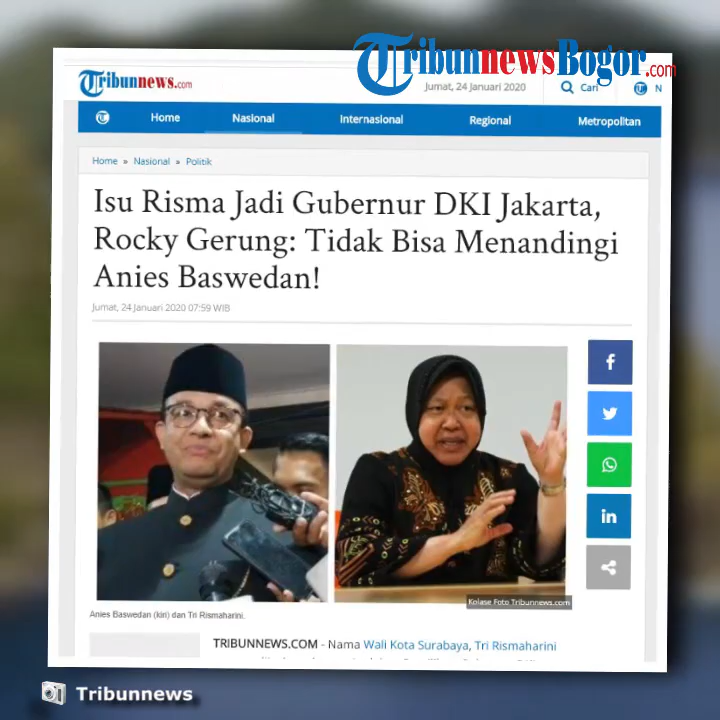 TribunnewsBogor.com
Tribunnews.com
Jumat, 24 Januari 2020
Cari
N
Home
Nasional
Internasional
Regional
Metropolitan
Home » Nasional » Politik
Isu Risma Jadi Gubernur DKI Jakarta,
Rocky Gerung: Tidak Bisa Menandingi
Anies Baswedan!
Jumat, 24 Januari 2020 07:59 WIB
Kolase Foto Tribunnews.com
Anies Baswedan (kiri) dan Tri Rismaharini.
TRIBUNNEWS.COM - Nama Wali Kota Surabaya, Tri Rismaharini
Tribunnews